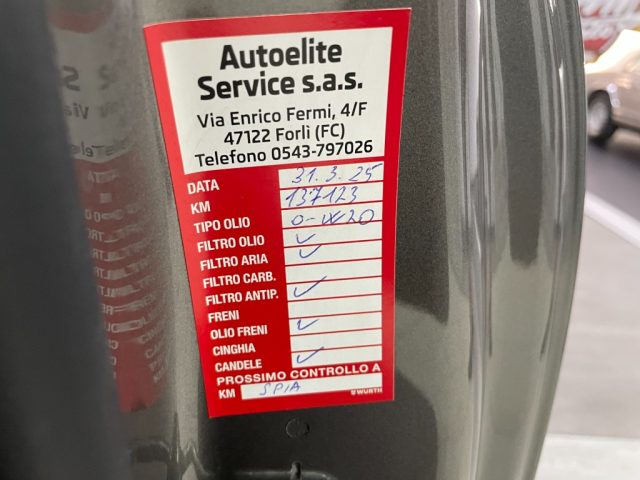 Autoelite
Service s.a.s.
Via Enrico Fermi, 4/F
47122 Forlì (FC)
Telefono 0543-797026
DATA 31.3.25
KM 137123
TIPO OLIO 0-W20
FILTRO OLIO ✓
FILTRO ARIA ✓
FILTRO CARB.
FILTRO ANTIP. ✓
FRENI
OLIO FRENI ✓
CINGHIA
CANDELE ✓
PROSSIMO CONTROLLO A
KM SPIA
WÜRTH